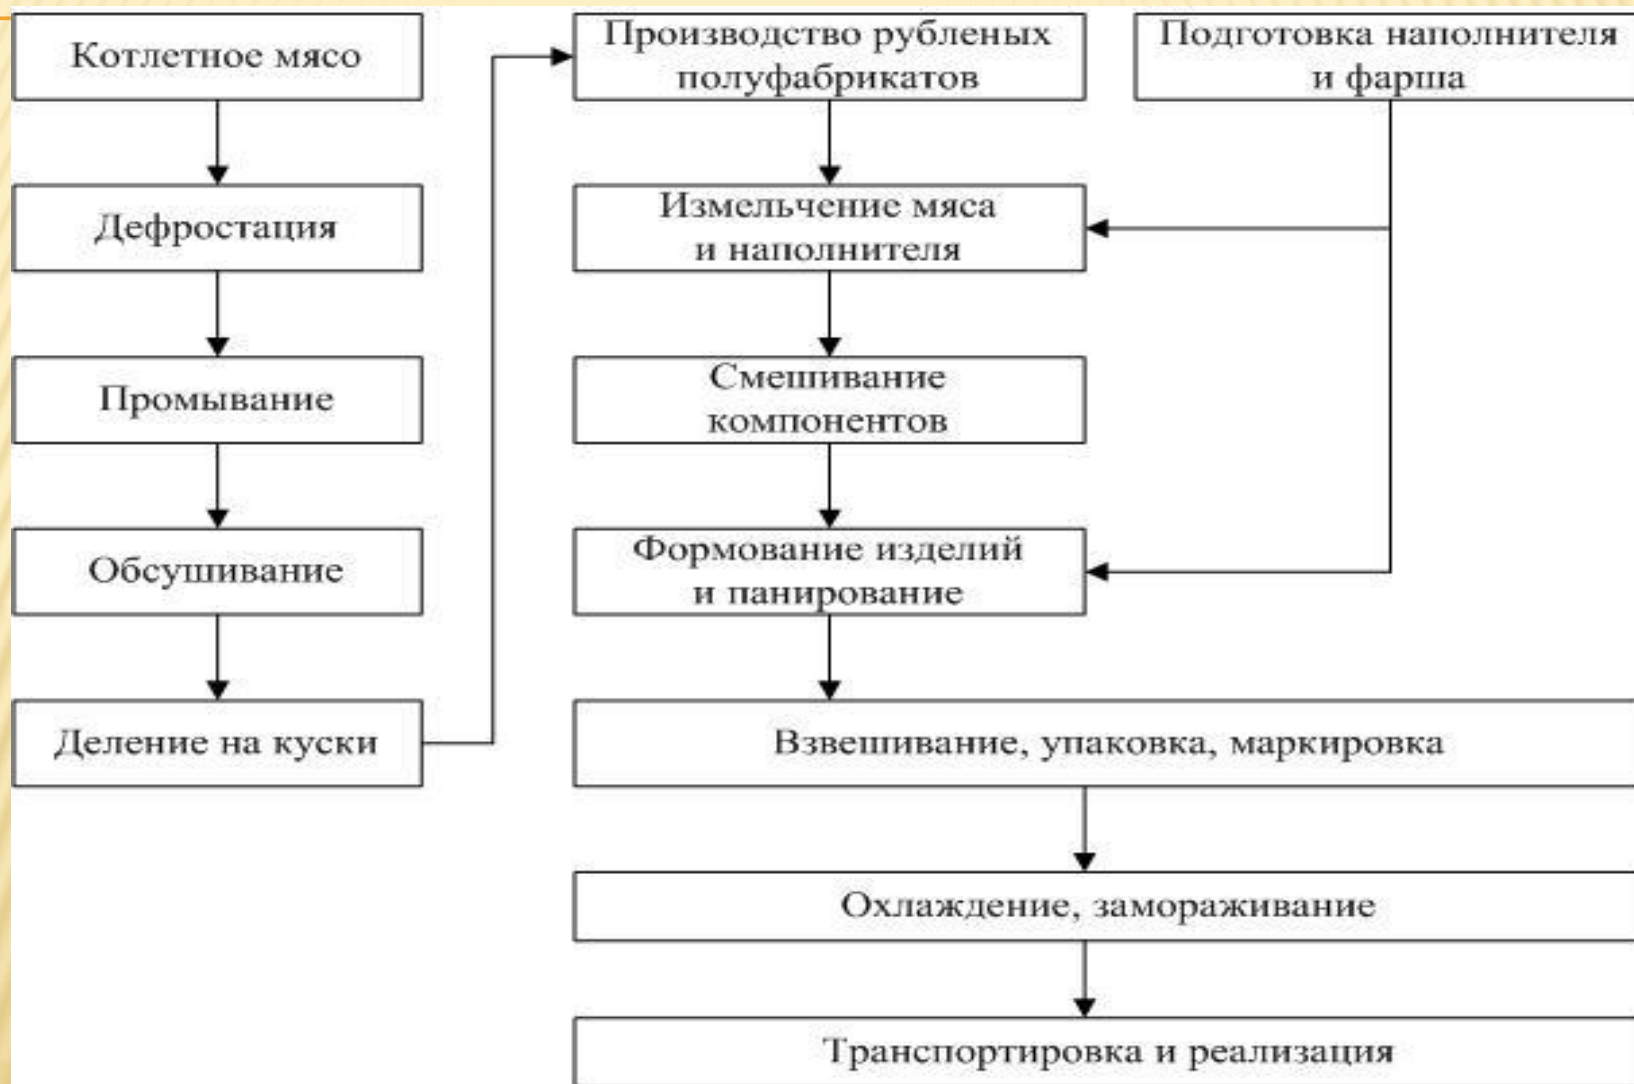 Котлетное мясо
Дефростация
Промывание
Обсушивание
Деление на куски
Производство рубленых
полуфабрикатов
Измельчение мяса
и наполнителя
Смешивание
компонентов
Формование изделий
и панирование
Подготовка наполнителя
и фарша
Взвешивание, упаковка, маркировка
Охлаждение, замораживание
Транспортировка и реализация